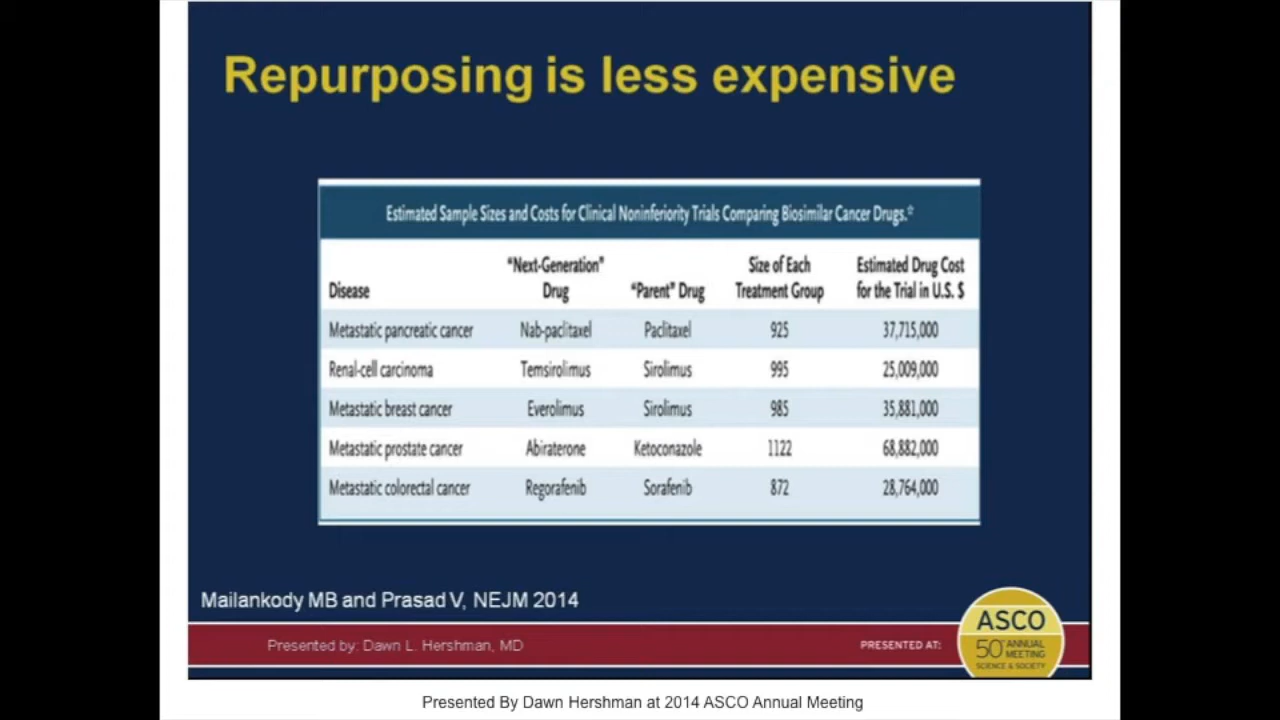 Repurposing is less expensive
Estimated Sample Sizes and Costs for Clinical Noninferiority Trials Comparing Biosimilar Cancer Drugs.*
Disease "Next-Generation" Drug "Parent" Drug Size of Each Treatment Group Estimated Drug Cost for the Trial in U.S. $
Metastatic pancreatic cancer Nab-paclitaxel Paclitaxel 925 37,715,000
Renal-cell carcinoma Temsirolimus Sirolimus 995 25,009,000
Metastatic breast cancer Everolimus Sirolimus 985 35,881,000
Metastatic prostate cancer Abiraterone Ketoconazole 1122 68,882,000
Metastatic colorectal cancer Regorafenib Sorafenib 872 28,764,000
Mailankody MB and Prasad V, NEJM 2014
Presented by: Dawn L. Hershman, MD
PRESENTED AT:
ASCO
50TH ANNUAL
MEETING
SCIENCE & SOCIETY
Presented By Dawn Hershman at 2014 ASCO Annual Meeting